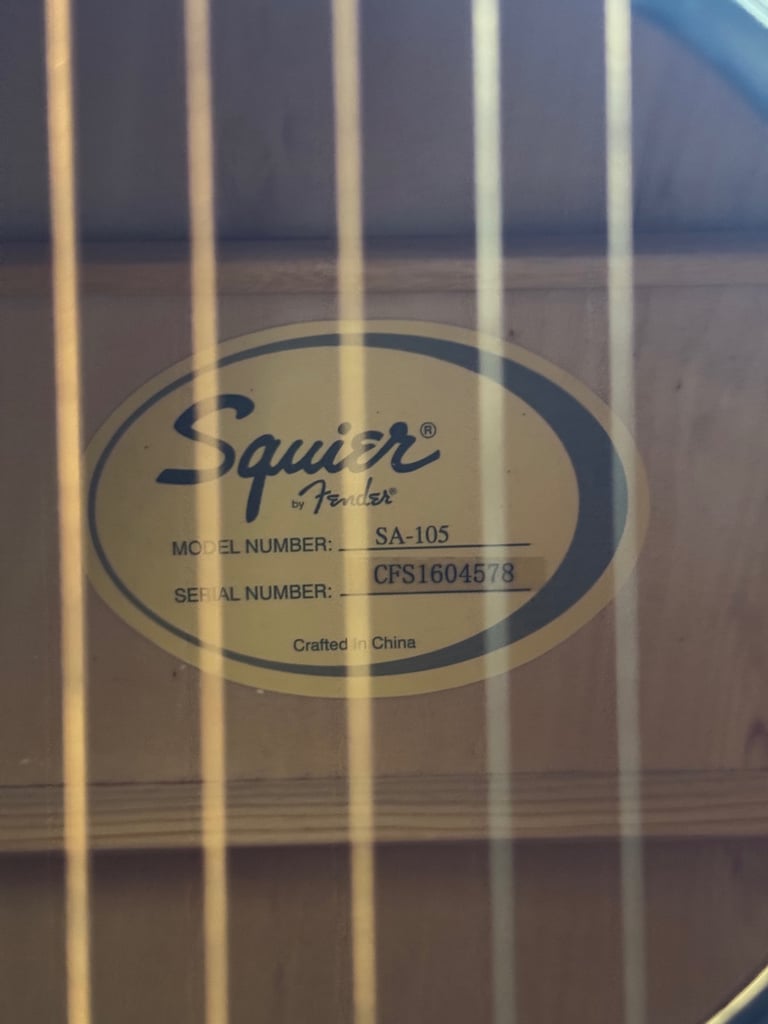 Squier®
by Fender®
MODEL NUMBER: SA-105
SERIAL NUMBER: CFS1604578
Crafted in China